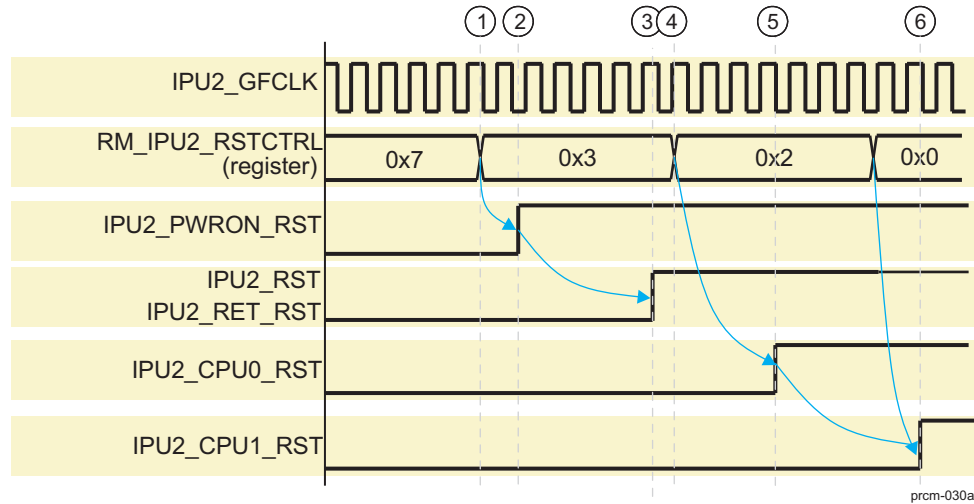 1 2 3 4 5 6
IPU2_GFCLK
RM_IPU2_RSTCTRL
(register)
0x7 0x3 0x2 0x0
IPU2_PWRON_RST
IPU2_RST
IPU2_RET_RST
IPU2_CPU0_RST
IPU2_CPU1_RST
prcm-030a